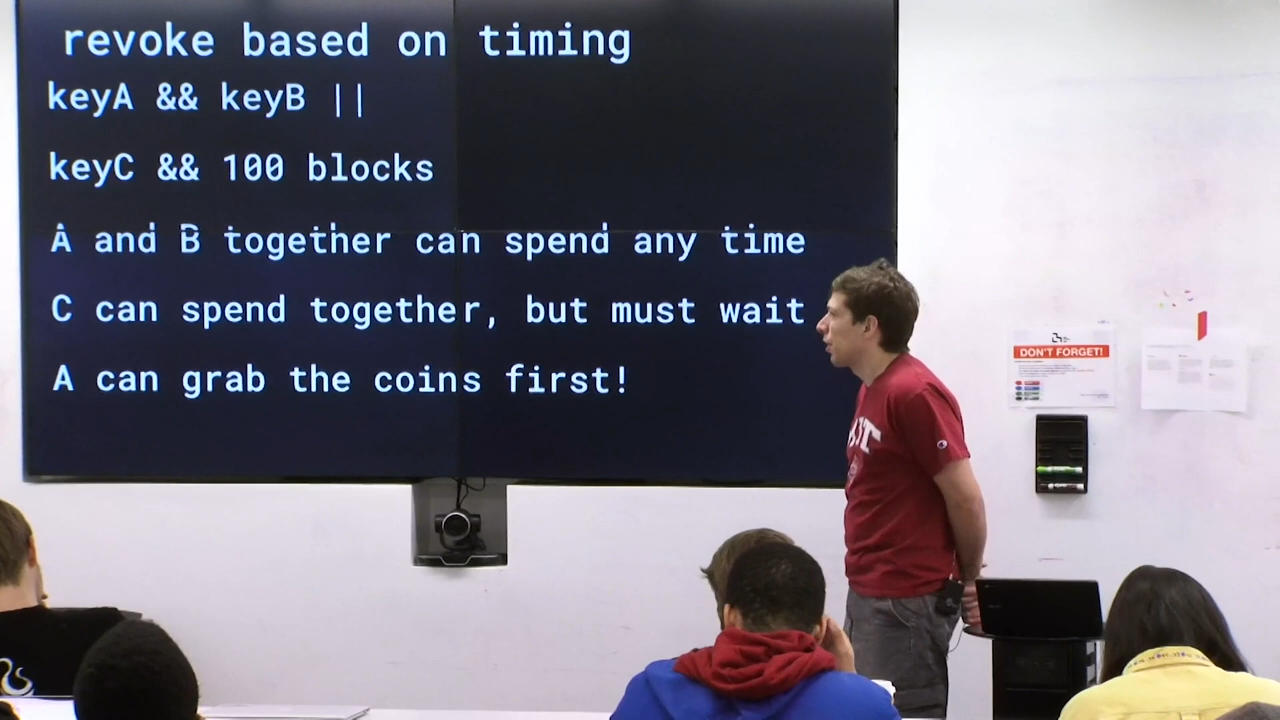 revoke based on timing
keyA && keyB ||
keyC && 100 blocks
A and B together can spend any time
C can spend together, but must wait
A can grab the coins first!
DON'T FORGET!